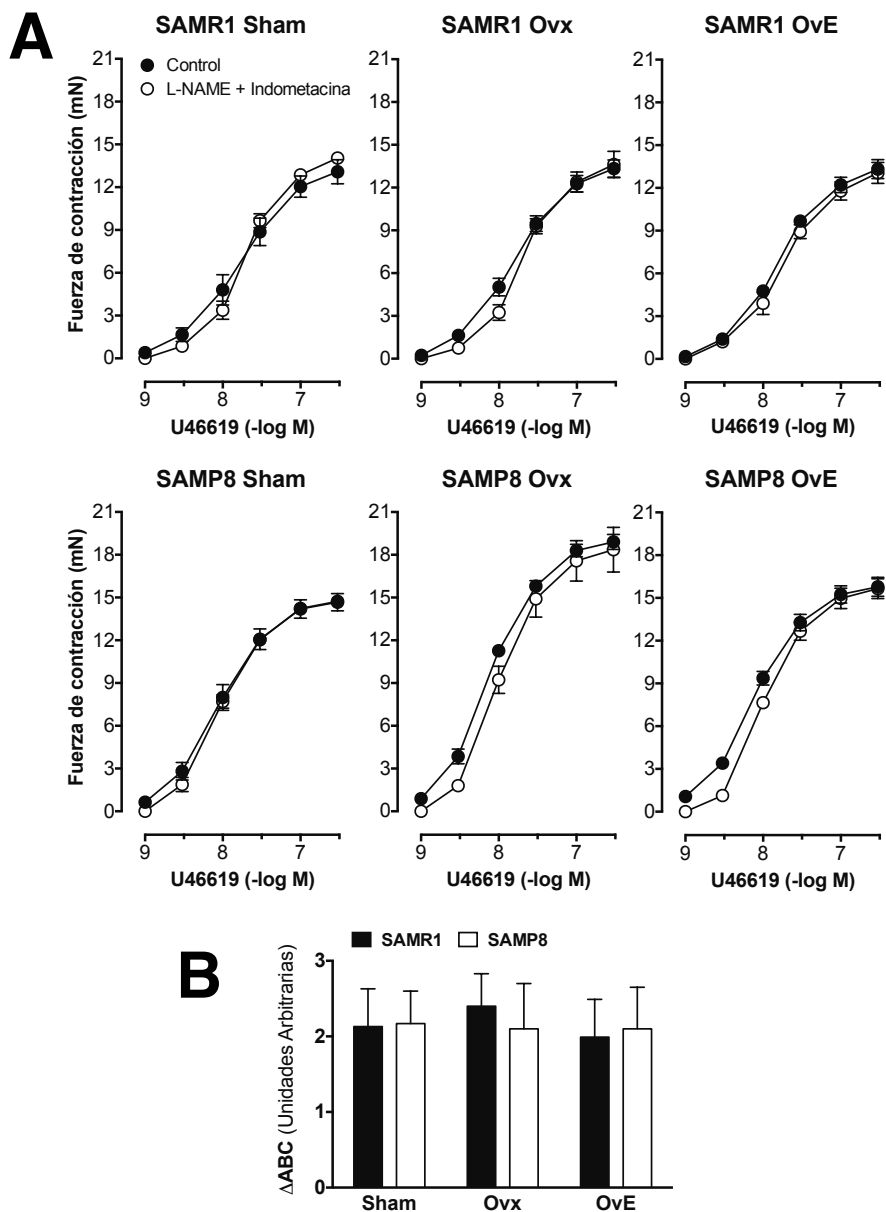 A
SAMR1 Sham
SAMR1 Ovx
SAMR1 OvE
Control
L-NAME + Indometacina
Fuerza de contracción (mN)
21
18
15
12
9
6
3
0
9
8
7
U46619 (-log M)
21
18
15
12
9
6
3
0
9
8
7
U46619 (-log M)
21
18
15
12
9
6
3
0
9
8
7
U46619 (-log M)
SAMP8 Sham
SAMP8 Ovx
SAMP8 OvE
Fuerza de contracción (mN)
21
18
15
12
9
6
3
0
9
8
7
U46619 (-log M)
21
18
15
12
9
6
3
0
9
8
7
U46619 (-log M)
21
18
15
12
9
6
3
0
9
8
7
U46619 (-log M)
B
SAMR1
SAMP8
ΔABC (Unidades Arbitrarias)
3
2
1
0
Sham
Ovx
OvE